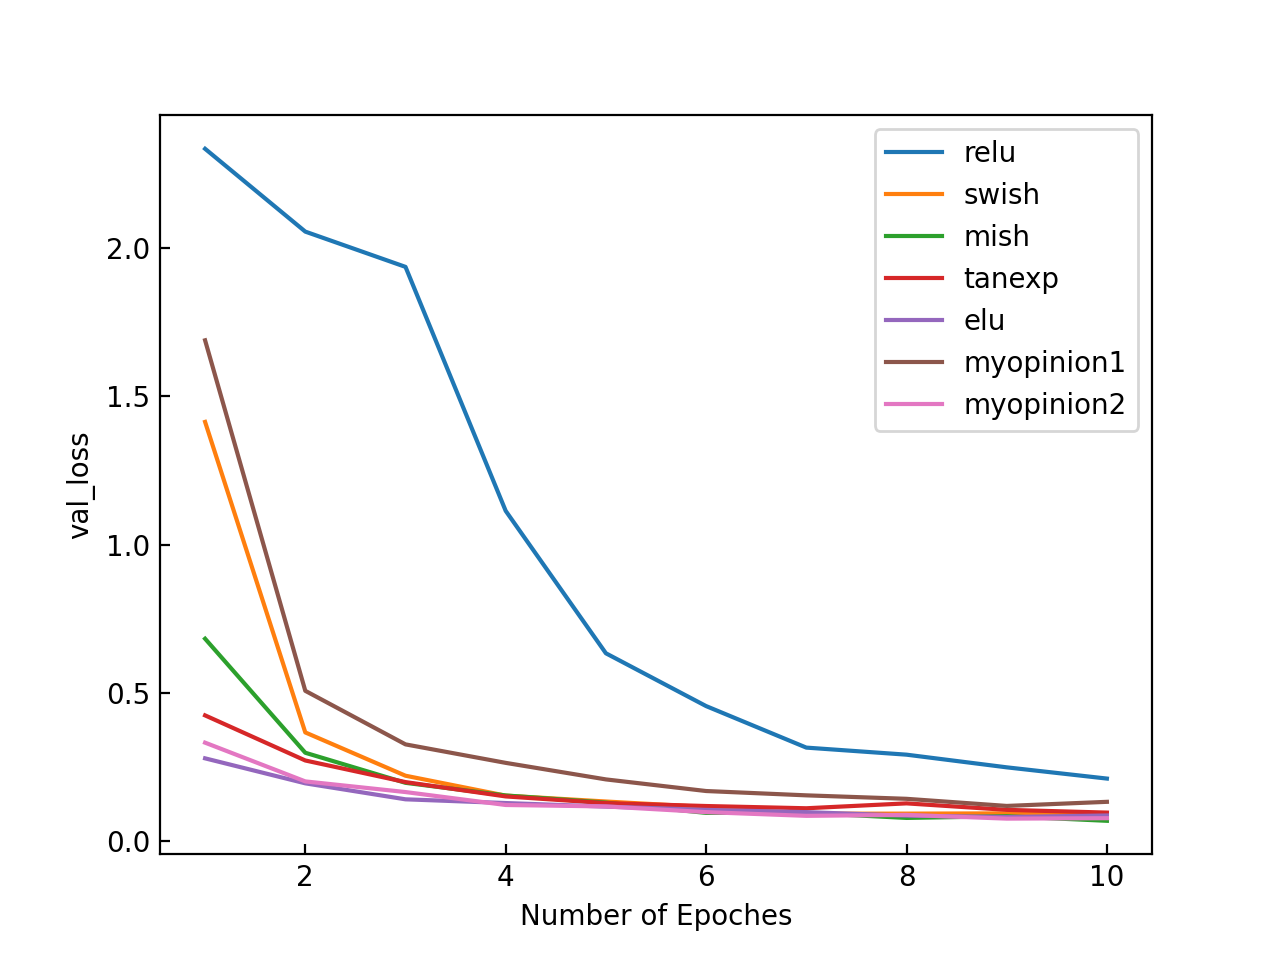 relu
swish
mish
tanexp
elu
myopinion1
myopinion2
2.0
1.5
1.0
0.5
0.0
val_loss
2 4 6 8 10
Number of Epoches